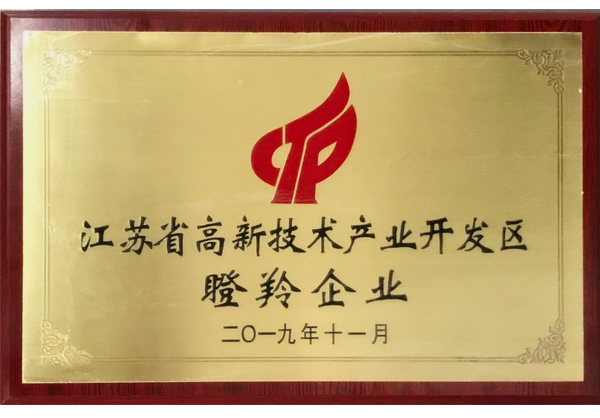 江苏省高新技术产业开发区
瞪羚企业
二〇一九年十一月